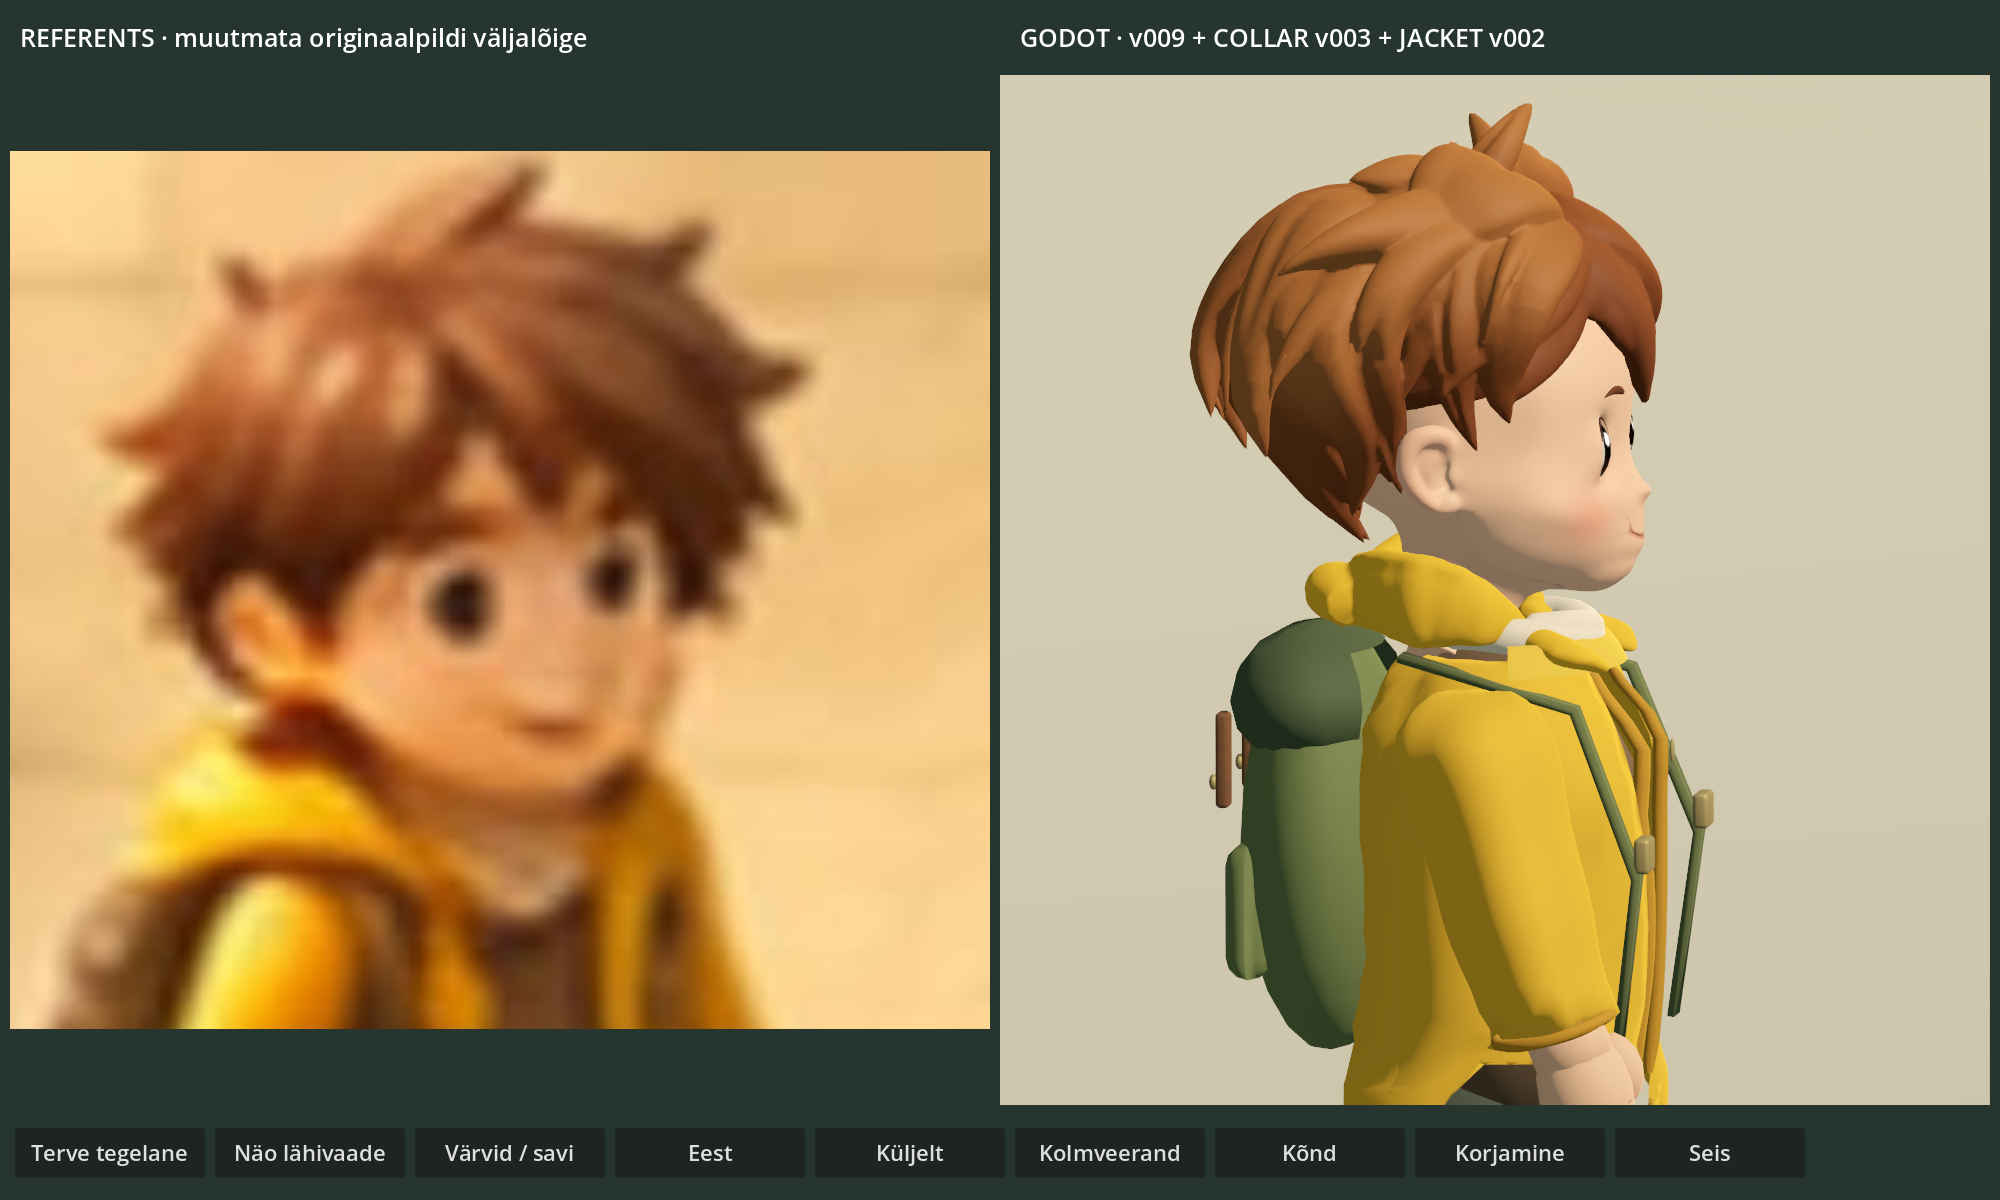 REFERENTS · muutmata originaalpildi väljalõige
GODOT · v009 + COLLAR v003 + JACKET v002
Terve tegelane
Näo lähivaade
Värvid / savi
Eest
Küljelt
Kolmveerand
Kõnd
Korjamine
Seis